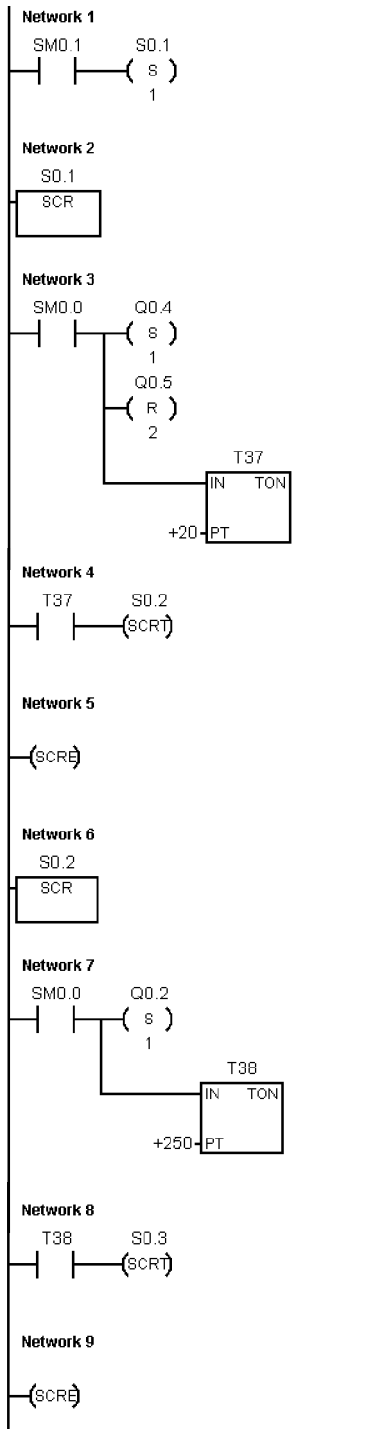 Network 1
SM0.1 S0.1
S
1
Network 2
S0.1
SCR
Network 3
SM0.0 Q0.4
S
1
Q0.5
R
2
T37
IN TON
+20 PT
Network 4
T37 S0.2
SCRT
Network 5
SCRE
Network 6
S0.2
SCR
Network 7
SM0.0 Q0.2
S
1
T38
IN TON
+250 PT
Network 8
T38 S0.3
SCRT
Network 9
SCRE